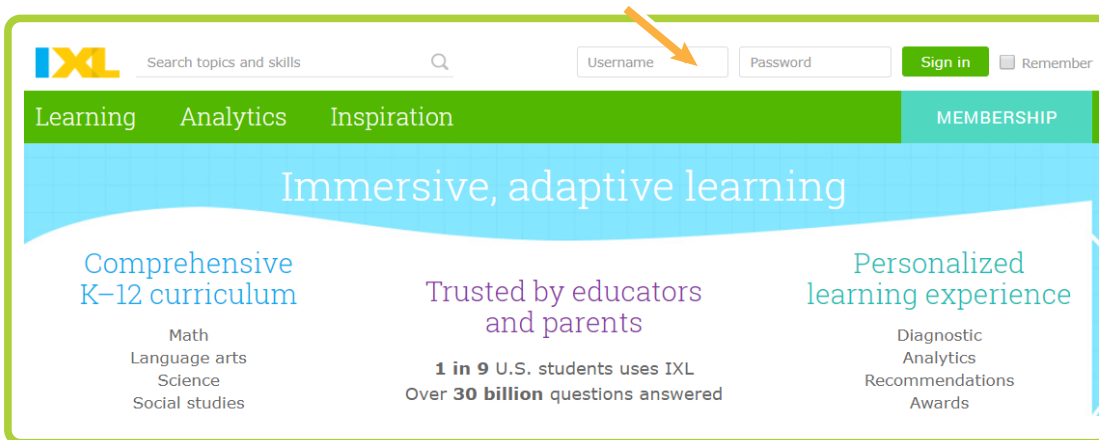 IXL Search topics and skills Username Password Sign in Remember
Learning Analytics Inspiration MEMBERSHIP
Immersive, adaptive learning
Comprehensive
K–12 curriculum
Math
Language arts
Science
Social studies
Trusted by educators
and parents
1 in 9 U.S. students uses IXL
Over 30 billion questions answered
Personalized
learning experience
Diagnostic
Analytics
Recommendations
Awards